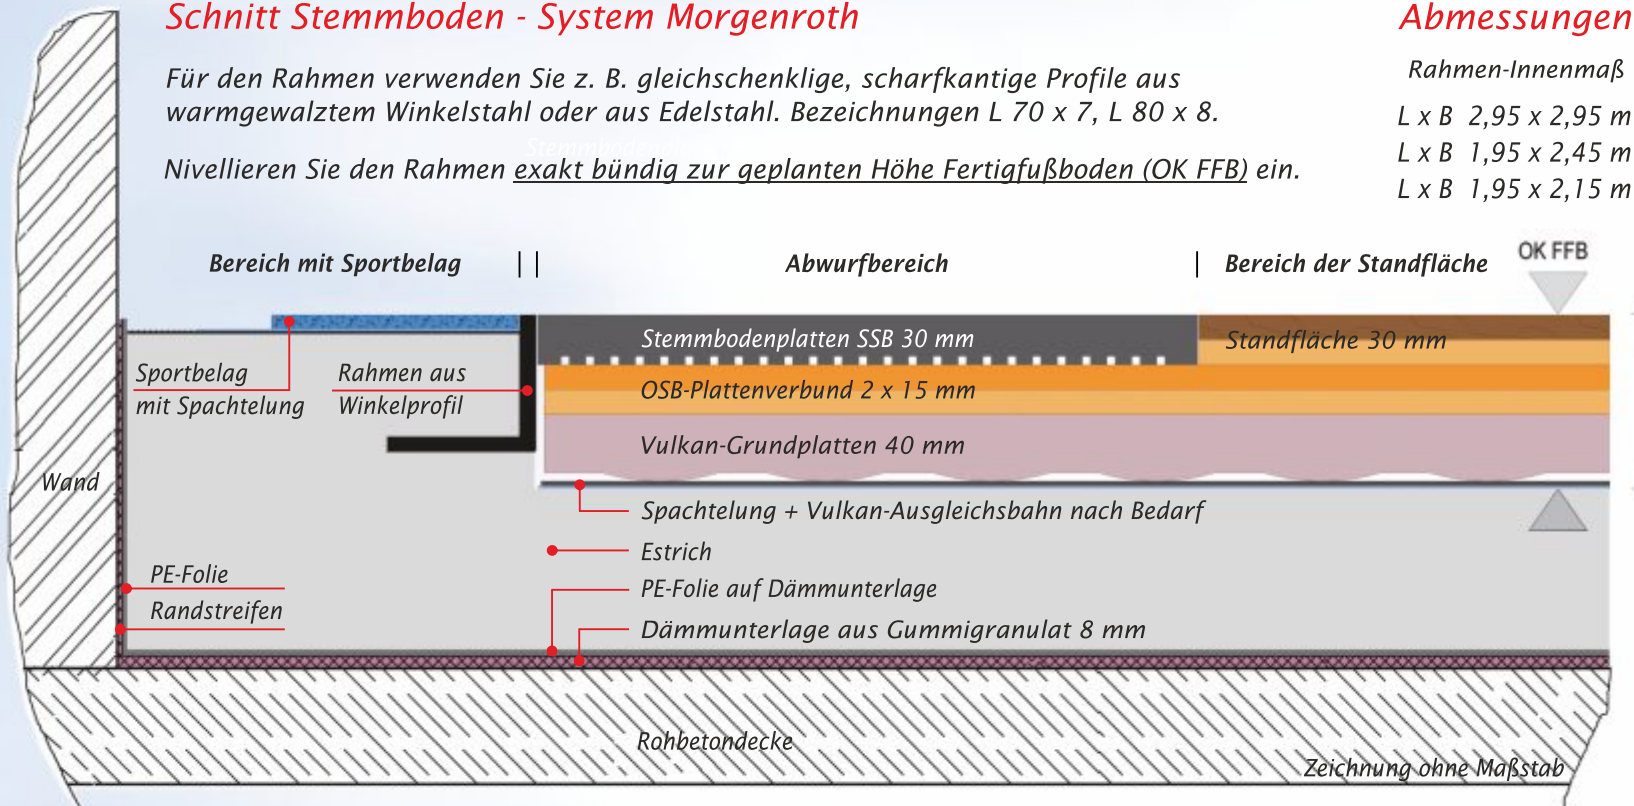 Schnitt Stemmboden - System Morgenroth
Für den Rahmen verwenden Sie z. B. gleichschenklige, scharfkantige Profile aus
warmgewalztem Winkelstahl oder aus Edelstahl. Bezeichnungen L 70 x 7, L 80 x 8.
Nivellieren Sie den Rahmen exakt bündig zur geplanten Höhe Fertigfußboden (OK FFB) ein.
Abmessungen
Rahmen-Innenmaß
L x B 2,95 x 2,95 m
L x B 1,95 x 2,45 m
L x B 1,95 x 2,15 m
Bereich mit Sportbelag
Abwurfbereich
Bereich der Standfläche
OK FFB
Stemmbodenplatten SSB 30 mm
Standfläche 30 mm
Sportbelag
mit Spachtelung
Rahmen aus
Winkelprofil
OSB-Plattenverbund 2 x 15 mm
Vulkan-Grundplatten 40 mm
Wand
Spachtelung + Vulkan-Ausgleichsbahn nach Bedarf
Estrich
PE-Folie
Randstreifen
PE-Folie auf Dämmunterlage
Dämmunterlage aus Gummigranulat 8 mm
Rohbetondecke
Zeichnung ohne Maßstab